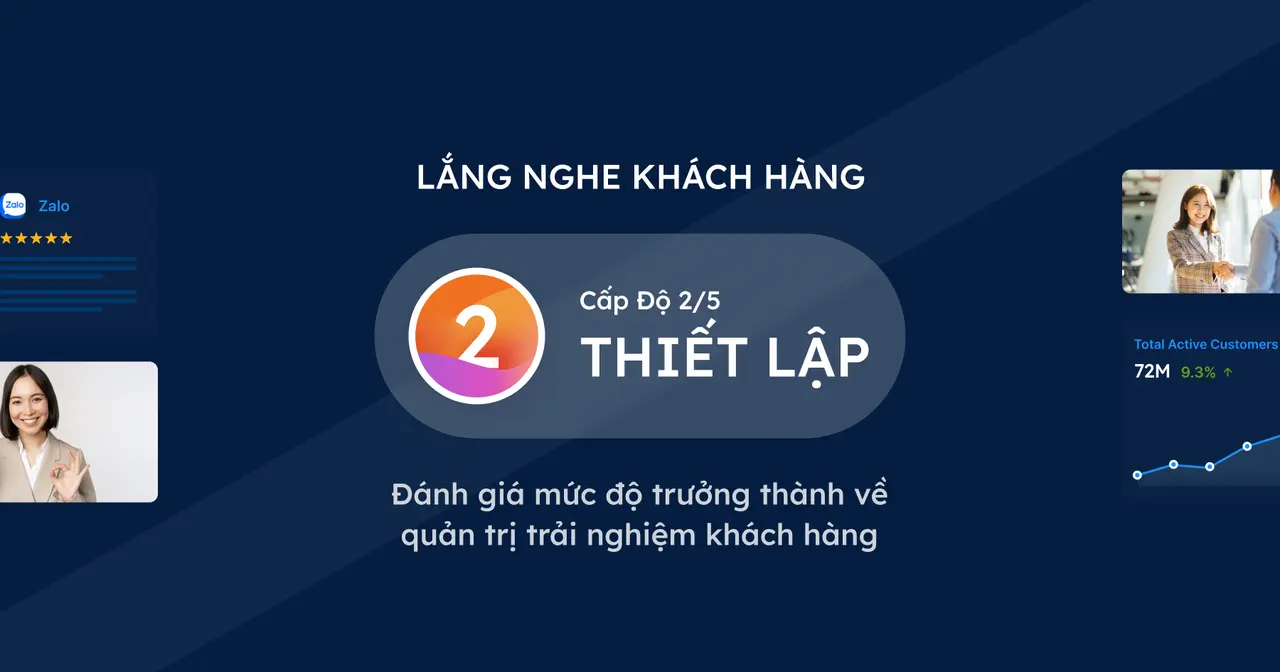 LẮNG NGHE KHÁCH HÀNG
Zalo
Zalo
2
Cấp Độ 2/5
THIẾT LẬP
Total Active Customers
72M 9.3% ↑
Đánh giá mức độ trưởng thành về
quản trị trải nghiệm khách hàng